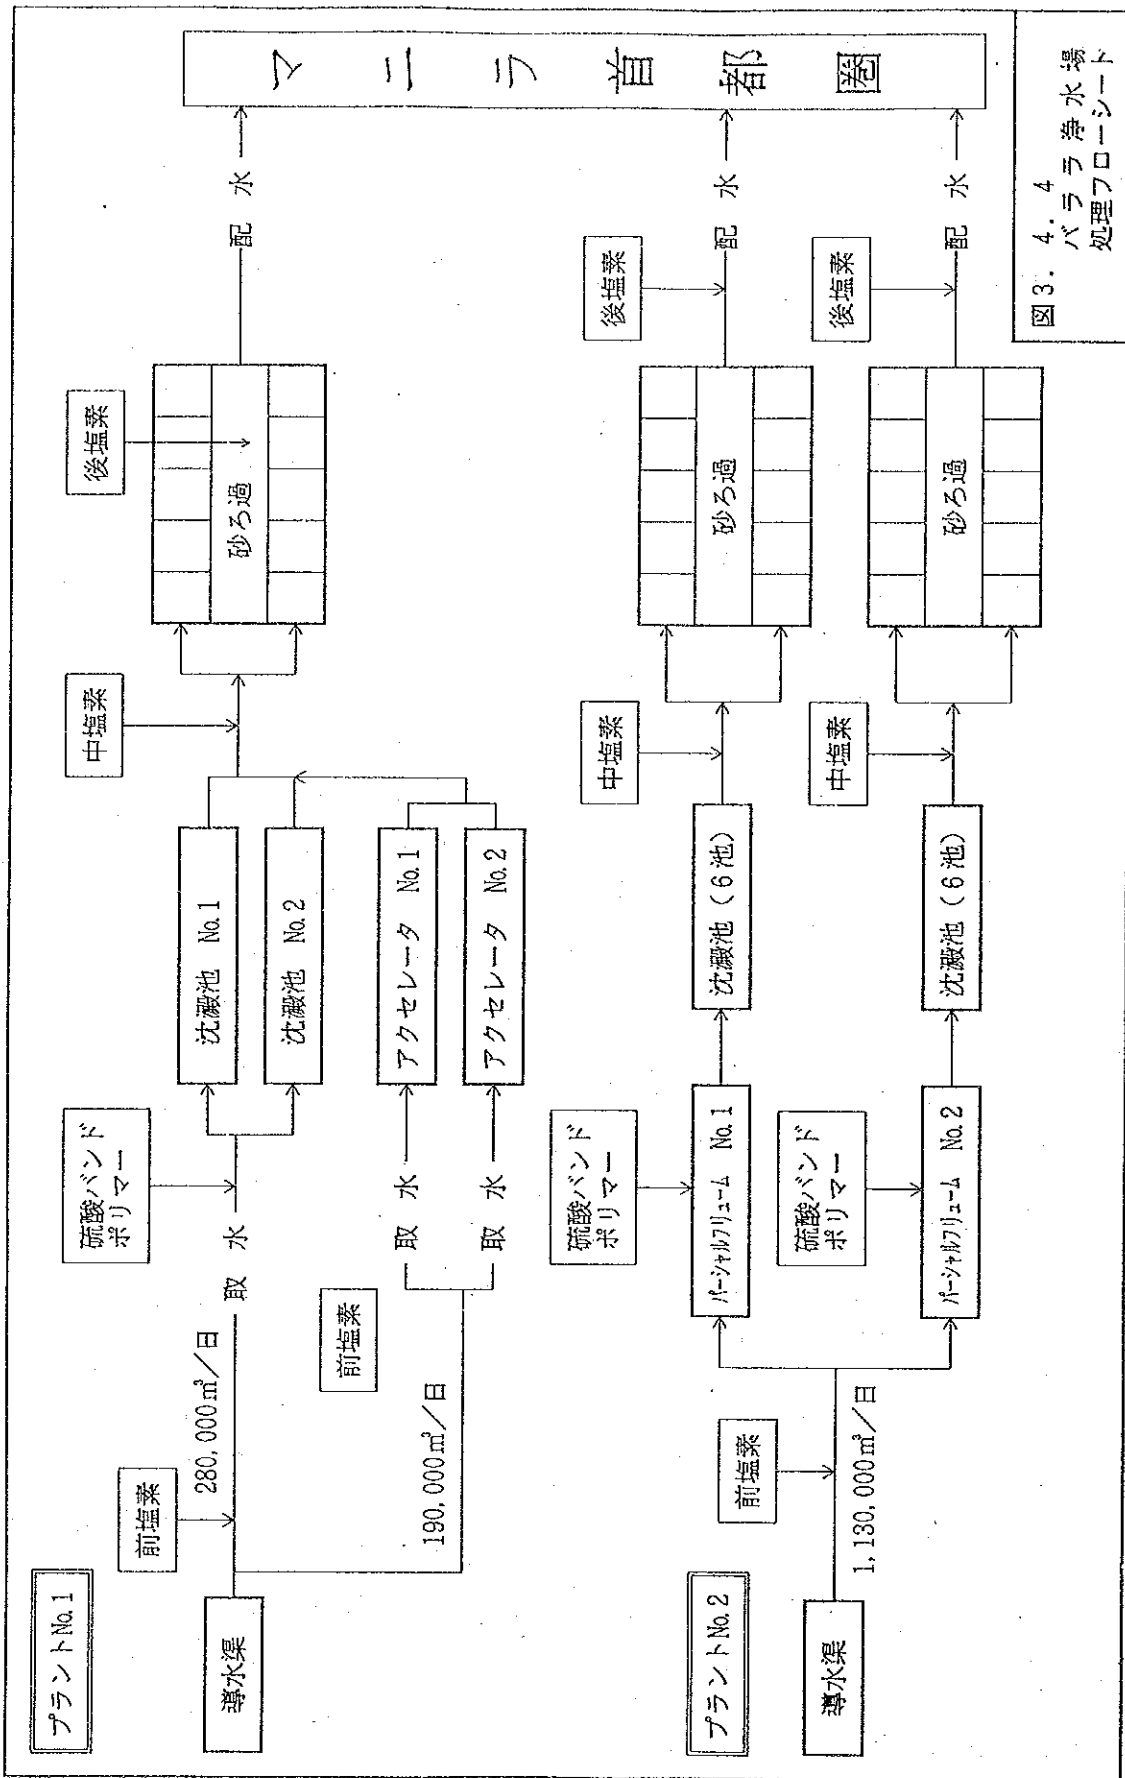 プラントNo.1
導水渠
前塩素
280,000㎥/日
取水
硫酸バンド
ポリマー
沈澱池 No.1
沈澱池 No.2
中塩素
砂ろ過
後塩素
配水
190,000㎥/日
前塩素
取水
取水
アクセレータ No.1
アクセレータ No.2
プラントNo.2
導水渠
前塩素
1,130,000㎥/日
硫酸バンド
ポリマー
パーシャルフリューム No.1
沈澱池(6池)
中塩素
砂ろ過
後塩素
配水
硫酸バンド
ポリマー
パーシャルフリューム No.2
沈澱池(6池)
中塩素
砂ろ過
後塩素
配水
マニラ首都圏
図3.4.4
バララ浄水場
処理フローシート